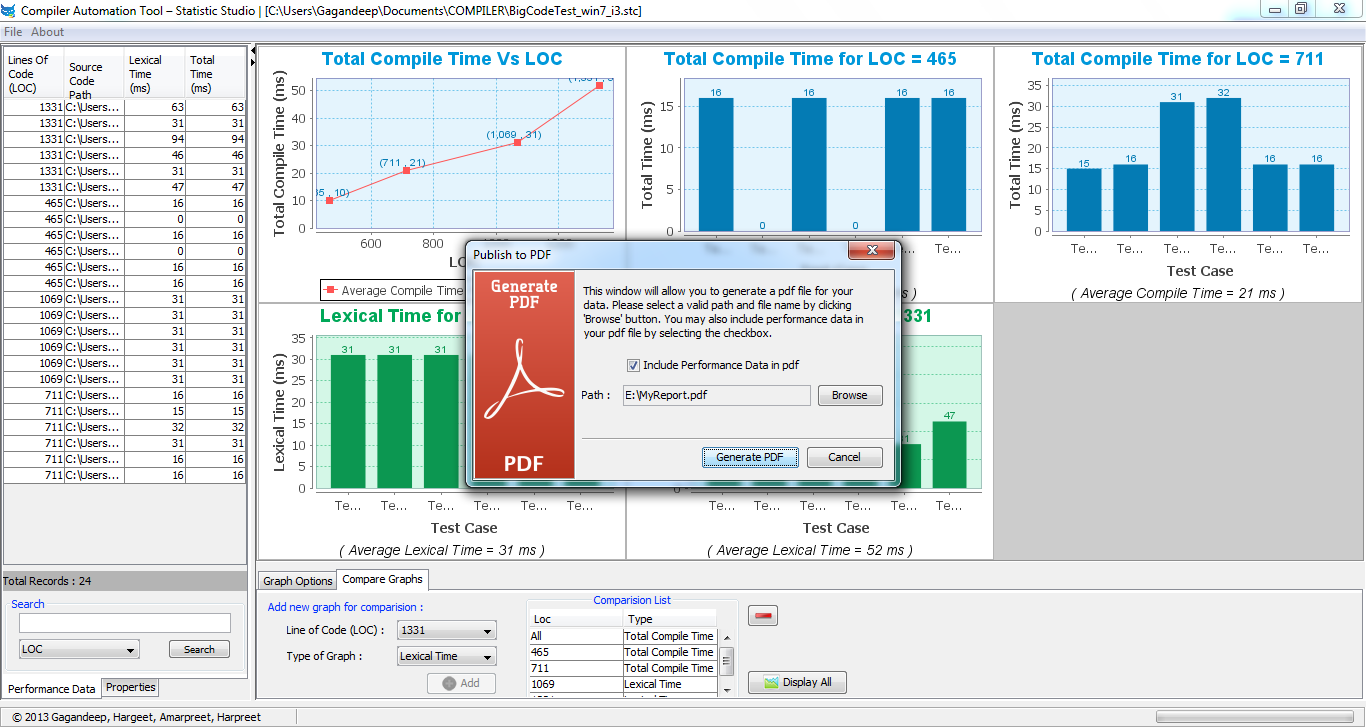 Compiler Automation Tool – Statistic Studio | [C:\Users\Gagandeep\Documents\COMPILER\BigCodeTest_win7_i3.stc]
File About
Lines Of Code (LOC) Source Code Path Lexical Time (ms) Total Time (ms)
1331 C:\Users... 63 63
1331 C:\Users... 31 31
1331 C:\Users... 94 94
1331 C:\Users... 46 46
1331 C:\Users... 31 31
1331 C:\Users... 47 47
465 C:\Users... 16 16
465 C:\Users... 0 0
465 C:\Users... 16 16
465 C:\Users... 0 0
465 C:\Users... 16 16
465 C:\Users... 16 16
1069 C:\Users... 31 31
1069 C:\Users... 31 31
1069 C:\Users... 31 31
1069 C:\Users... 31 31
1069 C:\Users... 31 31
1069 C:\Users... 31 31
711 C:\Users... 16 16
711 C:\Users... 15 15
711 C:\Users... 32 32
711 C:\Users... 31 31
711 C:\Users... 16 16
711 C:\Users... 16 16
Total Records : 24
Search
LOC
Search
Performance Data Properties
Total Compile Time Vs LOC
Total Compile Time (ms)
50
40
30
20
10
0
(1,069 , 31)
(711 , 21)
, 10)
600 800
Average Compile Time
Total Compile Time for LOC = 465
Total Time (ms)
15
10
5
0
16 0 16 0 16 16
Te... Te...
Total Compile Time for LOC = 711
Total Time (ms)
35
30
25
20
15
10
5
0
15 16 31 32 16 16
Te... Te... Te... Te... Te... Te...
Test Case
( Average Compile Time = 21 ms )
Lexical Time for
Lexical Time (ms)
35
30
25
20
15
10
5
0
31 31 31
Te... Te... Te... Te... Te... Te...
Test Case
( Average Lexical Time = 31 ms )
331
47
0
Te... Te... Te... Te... Te... Te...
Test Case
( Average Lexical Time = 52 ms )
Publish to PDF
Generate
PDF
PDF
This window will allow you to generate a pdf file for your
data. Please select a valid path and file name by clicking
'Browse' button. You may also include performance data in
your pdf file by selecting the checkbox.
Include Performance Data in pdf
Path : E:\MyReport.pdf Browse
Generate PDF Cancel
Graph Options Compare Graphs
Add new graph for comparision :
Line of Code (LOC) : 1331
Type of Graph : Lexical Time
Add
Comparision List
Loc Type
All Total Compile Time
465 Total Compile Time
711 Total Compile Time
1069 Lexical Time
Display All
© 2013 Gagandeep, Hargeet, Amarpreet, Harpreet